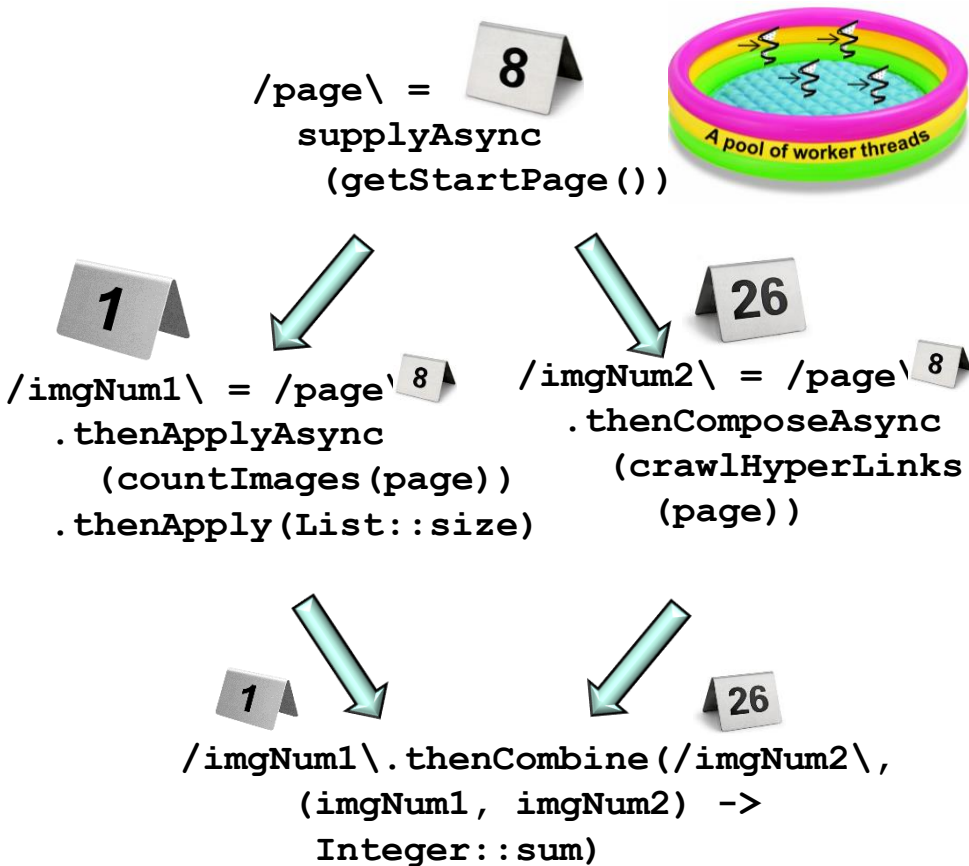 8
/page\ =
supplyAsync
(getStartPage())
A pool of worker threads
1
26
/imgNum1\ = /page\ 8
.thenApplyAsync
(countImages(page))
.thenApply(List::size)
/imgNum2\ = /page\ 8
.thenComposeAsync
(crawlHyperLinks
(page))
1
26
/imgNum1\.thenCombine(/imgNum2\,
(imgNum1, imgNum2) ->
Integer::sum)